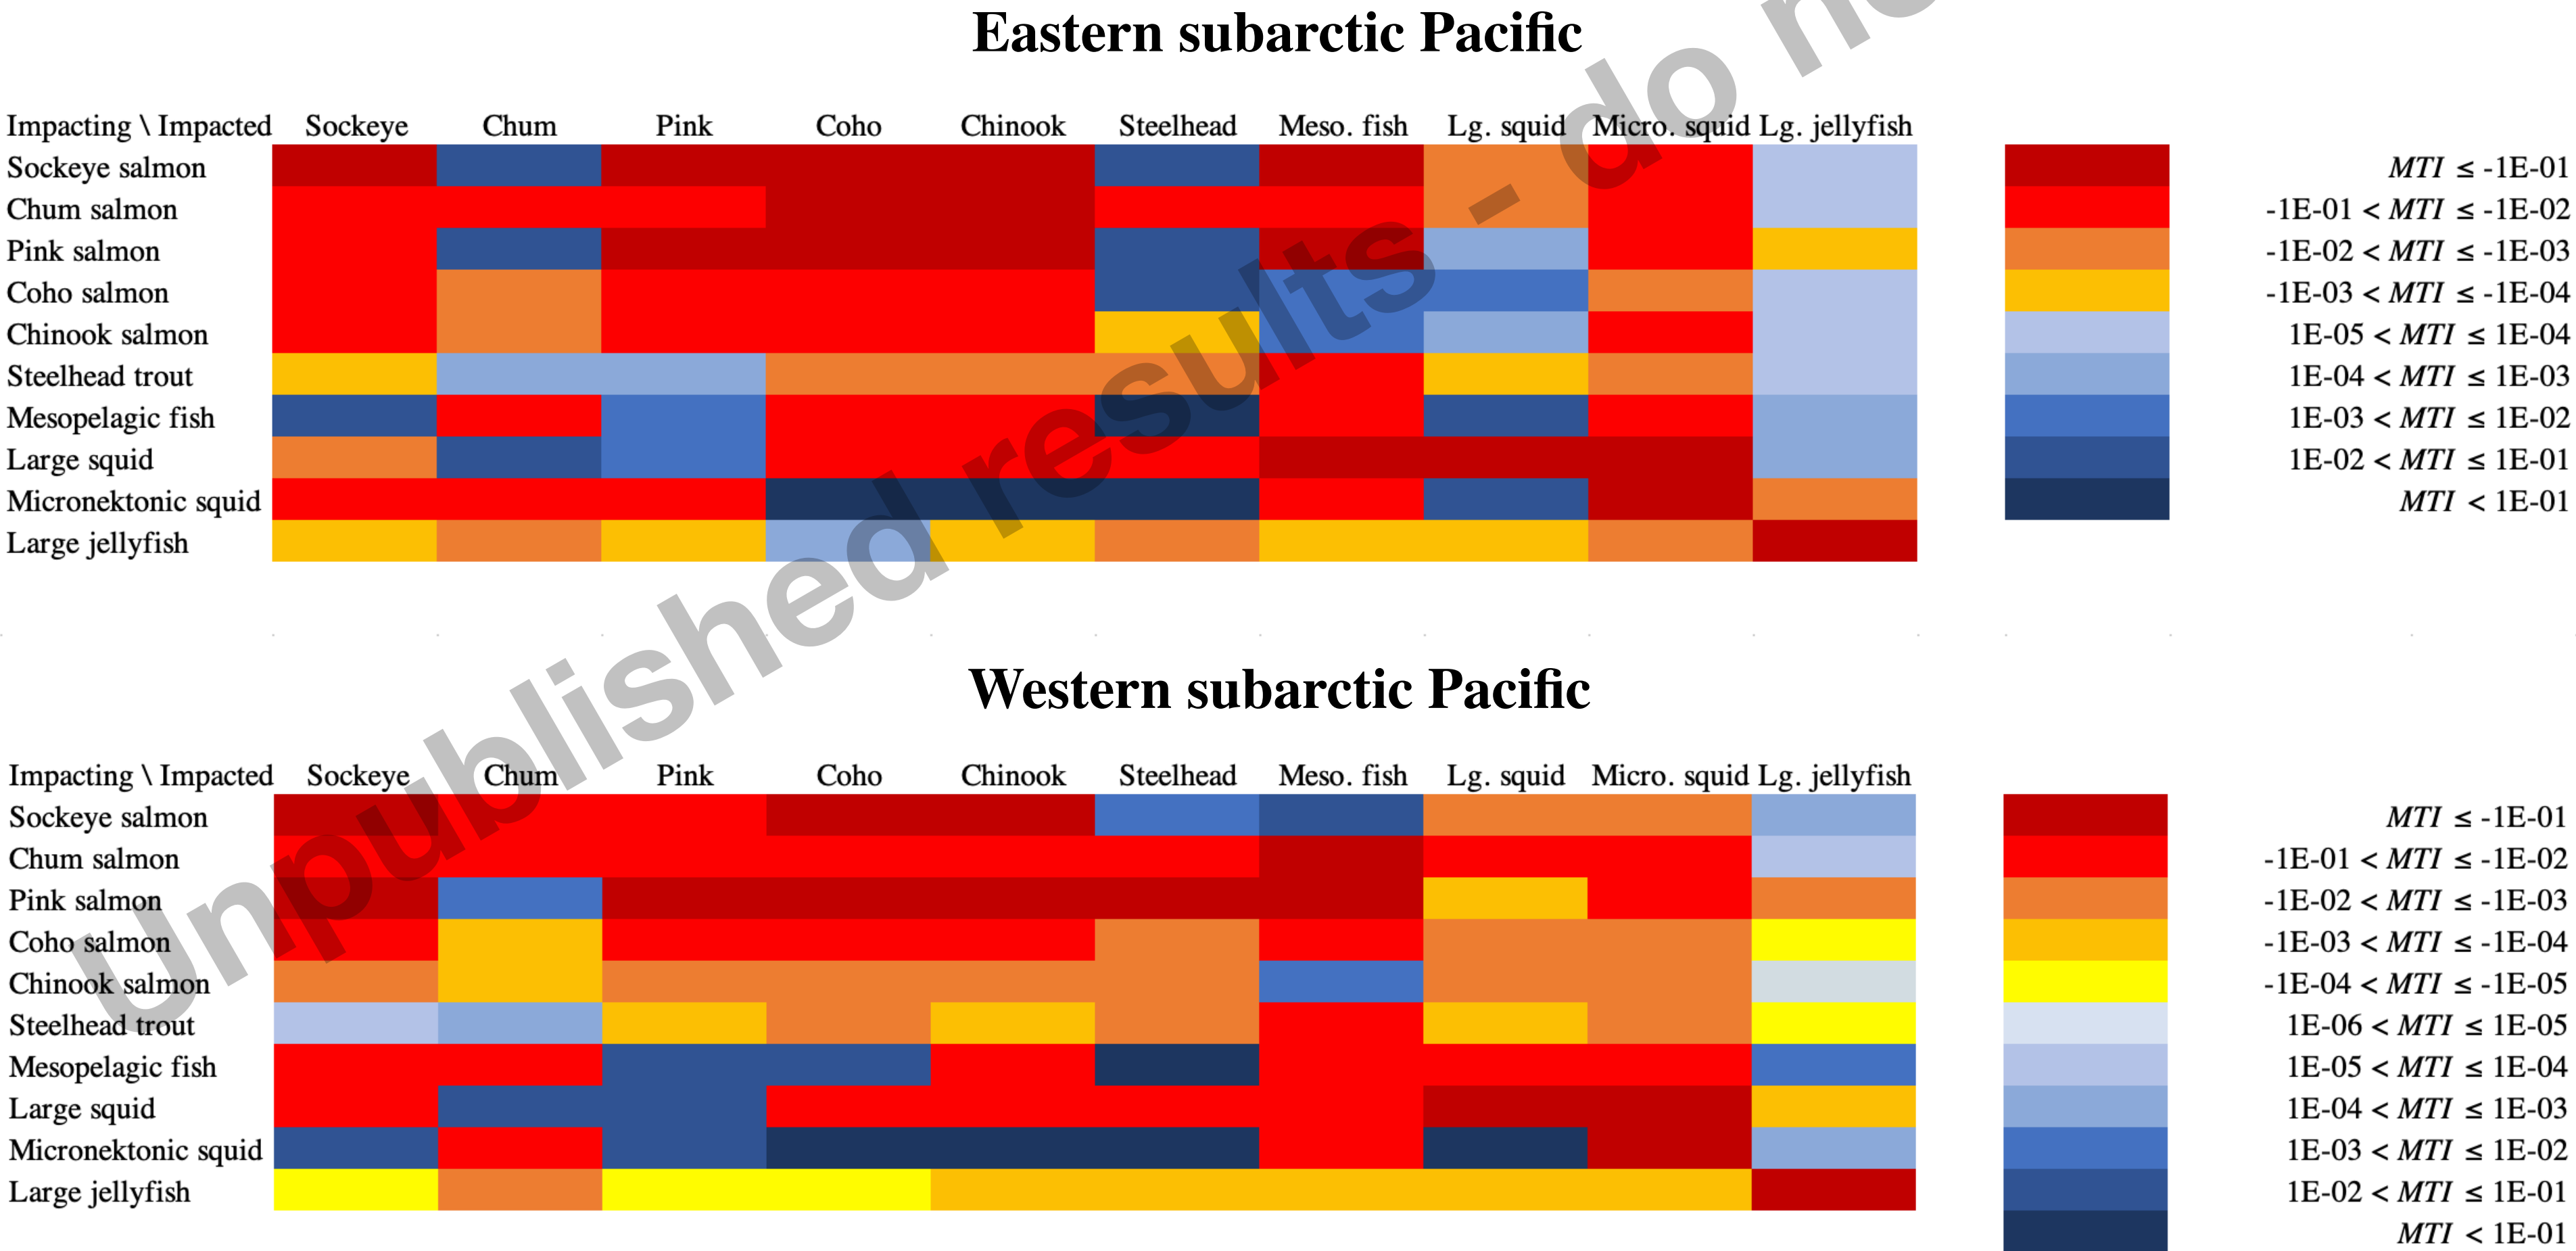 Eastern subarctic Pacific
Impacting \ Impacted Sockeye Chum Pink Coho Chinook Steelhead Meso. fish Lg. squid Micro. squid Lg. jellyfish
Sockeye salmon MTI ≤ -1E-01
Chum salmon -1E-01 < MTI ≤ -1E-02
Pink salmon -1E-02 < MTI ≤ -1E-03
Coho salmon -1E-03 < MTI ≤ -1E-04
Chinook salmon 1E-05 < MTI ≤ 1E-04
Steelhead trout 1E-04 < MTI ≤ 1E-03
Mesopelagic fish 1E-03 < MTI ≤ 1E-02
Large squid 1E-02 < MTI ≤ 1E-01
Micronektonic squid MTI < 1E-01
Large jellyfish
Western subarctic Pacific
Impacting \ Impacted Sockeye Chum Pink Coho Chinook Steelhead Meso. fish Lg. squid Micro. squid Lg. jellyfish
Sockeye salmon MTI ≤ -1E-01
Chum salmon -1E-01 < MTI ≤ -1E-02
Pink salmon -1E-02 < MTI ≤ -1E-03
Coho salmon -1E-03 < MTI ≤ -1E-04
Chinook salmon -1E-04 < MTI ≤ -1E-05
Steelhead trout 1E-06 < MTI ≤ 1E-05
Mesopelagic fish 1E-05 < MTI ≤ 1E-04
Large squid 1E-04 < MTI ≤ 1E-03
Micronektonic squid 1E-03 < MTI ≤ 1E-02
Large jellyfish 1E-02 < MTI ≤ 1E-01
MTI < 1E-01
Unpublished results - do